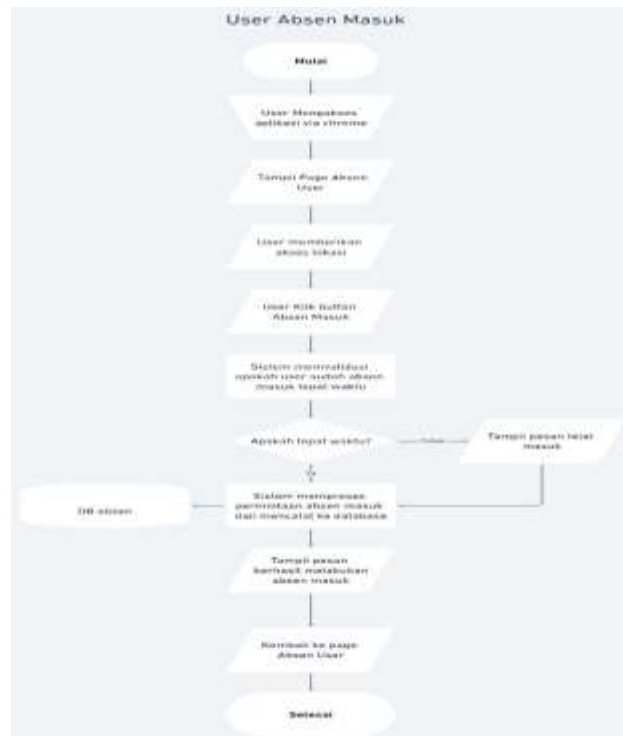 User Absen Masuk
Mulai
User Mengakses
aplikasi via chrome
Tampil Page Absen
User
User memberikan
akses lokasi
User Klik button
Absen Masuk
Sistem memvalidasi
apakah user sudah absen
masuk tepat waktu
Apakah tepat waktu?
Tidak
Tampil pesan telat
masuk
Ya
Sistem memproses
permintaan absen masuk
dan mencatat ke database
DB absen
Tampil pesan
berhasil melakukan
absen masuk
Kembali ke page
Absen User
Selesai